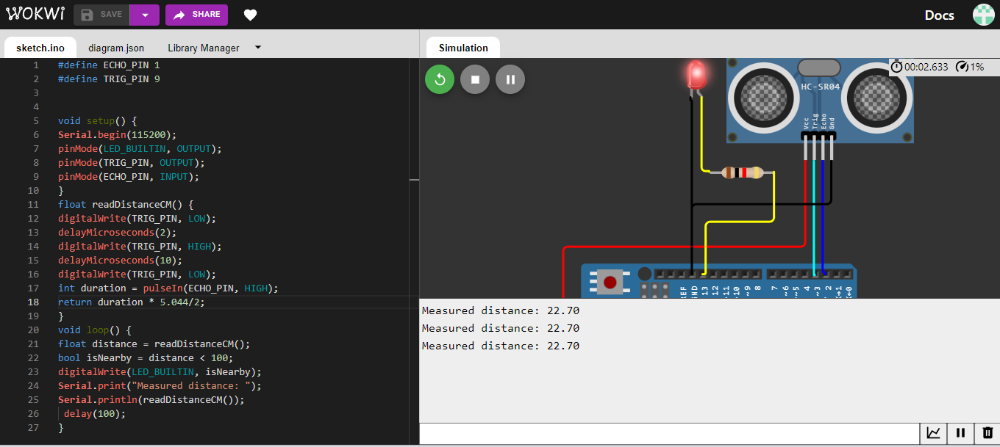 WOKWI SAVE SHARE Docs
sketch.ino diagram.json Library Manager
Simulation
1 #define ECHO_PIN 1
2 #define TRIG_PIN 9
3
4
5 void setup() {
6 Serial.begin(115200);
7 pinMode(LED_BUILTIN, OUTPUT);
8 pinMode(TRIG_PIN, OUTPUT);
9 pinMode(ECHO_PIN, INPUT);
10 }
11 float readDistanceCM() {
12 digitalWrite(TRIG_PIN, LOW);
13 delayMicroseconds(2);
14 digitalWrite(TRIG_PIN, HIGH);
15 delayMicroseconds(10);
16 digitalWrite(TRIG_PIN, LOW);
17 int duration = pulseIn(ECHO_PIN, HIGH);
18 return duration * 5.044/2;
19 }
20 void loop() {
21 float distance = readDistanceCM();
22 bool isNearby = distance < 100;
23 digitalWrite(LED_BUILTIN, isNearby);
24 Serial.print("Measured distance: ");
25 Serial.println(readDistanceCM());
26 delay(100);
27 }
00:02.633 1%
HC-SR04
Vcc
Trig
Echo
Gnd
GND
13
12
~11
~10
~9
8
7
~6
~5
4
~3
2
Measured distance: 22.70
Measured distance: 22.70
Measured distance: 22.70